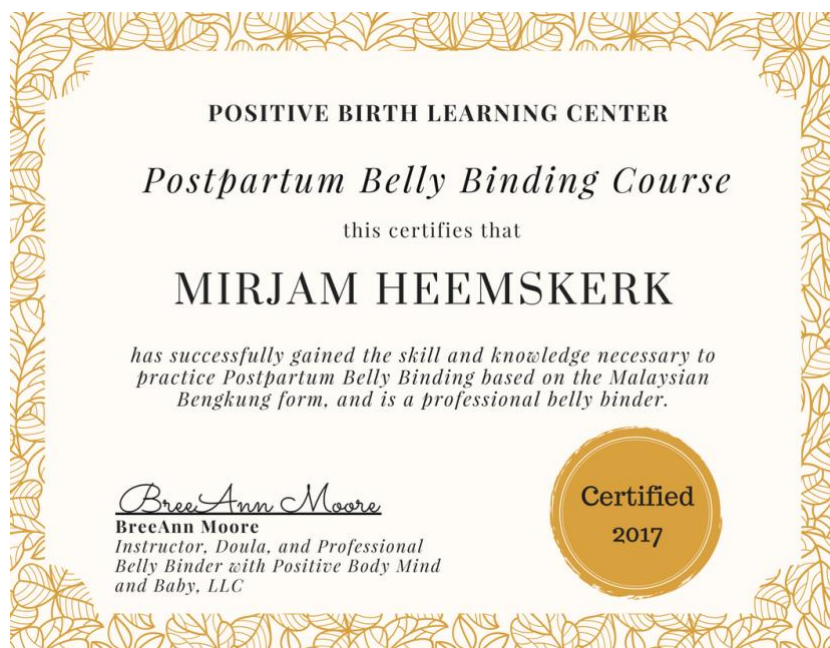 POSITIVE BIRTH LEARNING CENTER
Postpartum Belly Binding Course
this certifies that
MIRJAM HEEMSKERK
has successfully gained the skill and knowledge necessary to
practice Postpartum Belly Binding based on the Malaysian
Bengkung form, and is a professional belly binder.
BreeAnn Moore
BreeAnn Moore
Instructor, Doula, and Professional
Belly Binder with Positive Body Mind
and Baby, LLC
Certified
2017